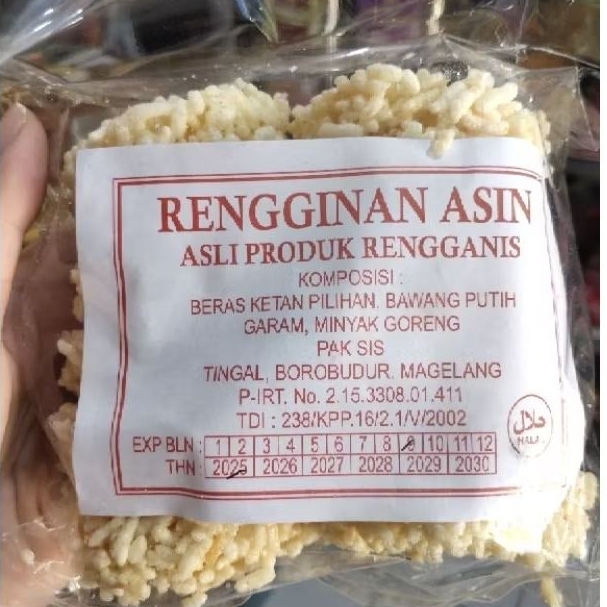 RENGGINAN ASIN
ASLI PRODUK RENGGANIS
KOMPOSISI :
BERAS KETAN PILIHAN, BAWANG PUTIH
GARAM, MINYAK GORENG
PAK SIS
TINGAL, BOROBUDUR. MAGELANG
P-IRT. No. 2.15.3308.01.411
TDI : 238/KPP.16/2.1/V/2002
حلال
HALAL
EXP BLN : 1 2 3 4 5 6 7 8 9 10 11 12
THN : 2025 2026 2027 2028 2029 2030